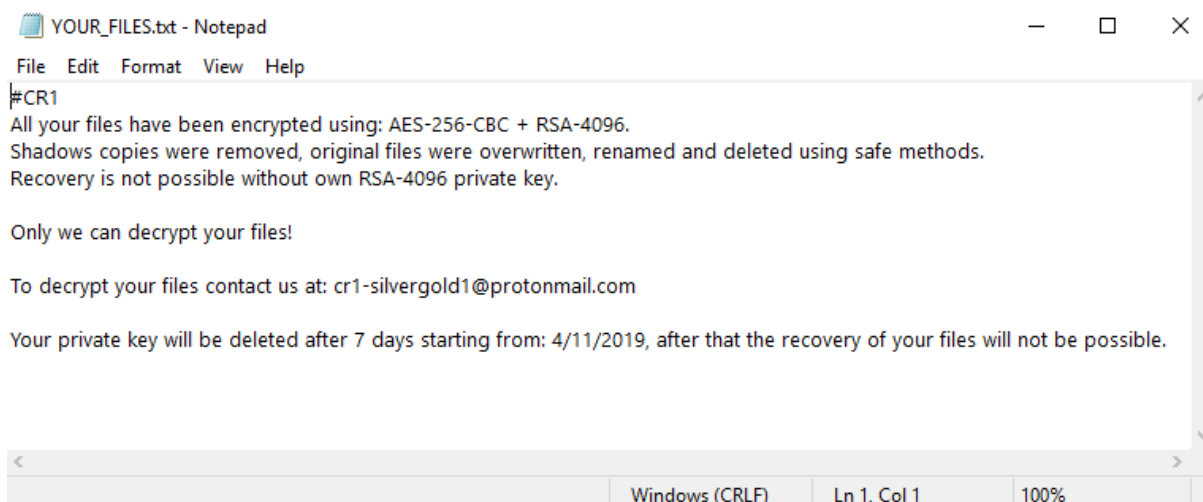 YOUR_FILES.txt - Notepad
File Edit Format View Help
#CR1
All your files have been encrypted using: AES-256-CBC + RSA-4096.
Shadows copies were removed, original files were overwritten, renamed and deleted using safe methods.
Recovery is not possible without own RSA-4096 private key.
Only we can decrypt your files!
To decrypt your files contact us at: cr1-silvergold1@protonmail.com
Your private key will be deleted after 7 days starting from: 4/11/2019, after that the recovery of your files will not be possible.
Windows (CRLF) Ln 1, Col 1 100%